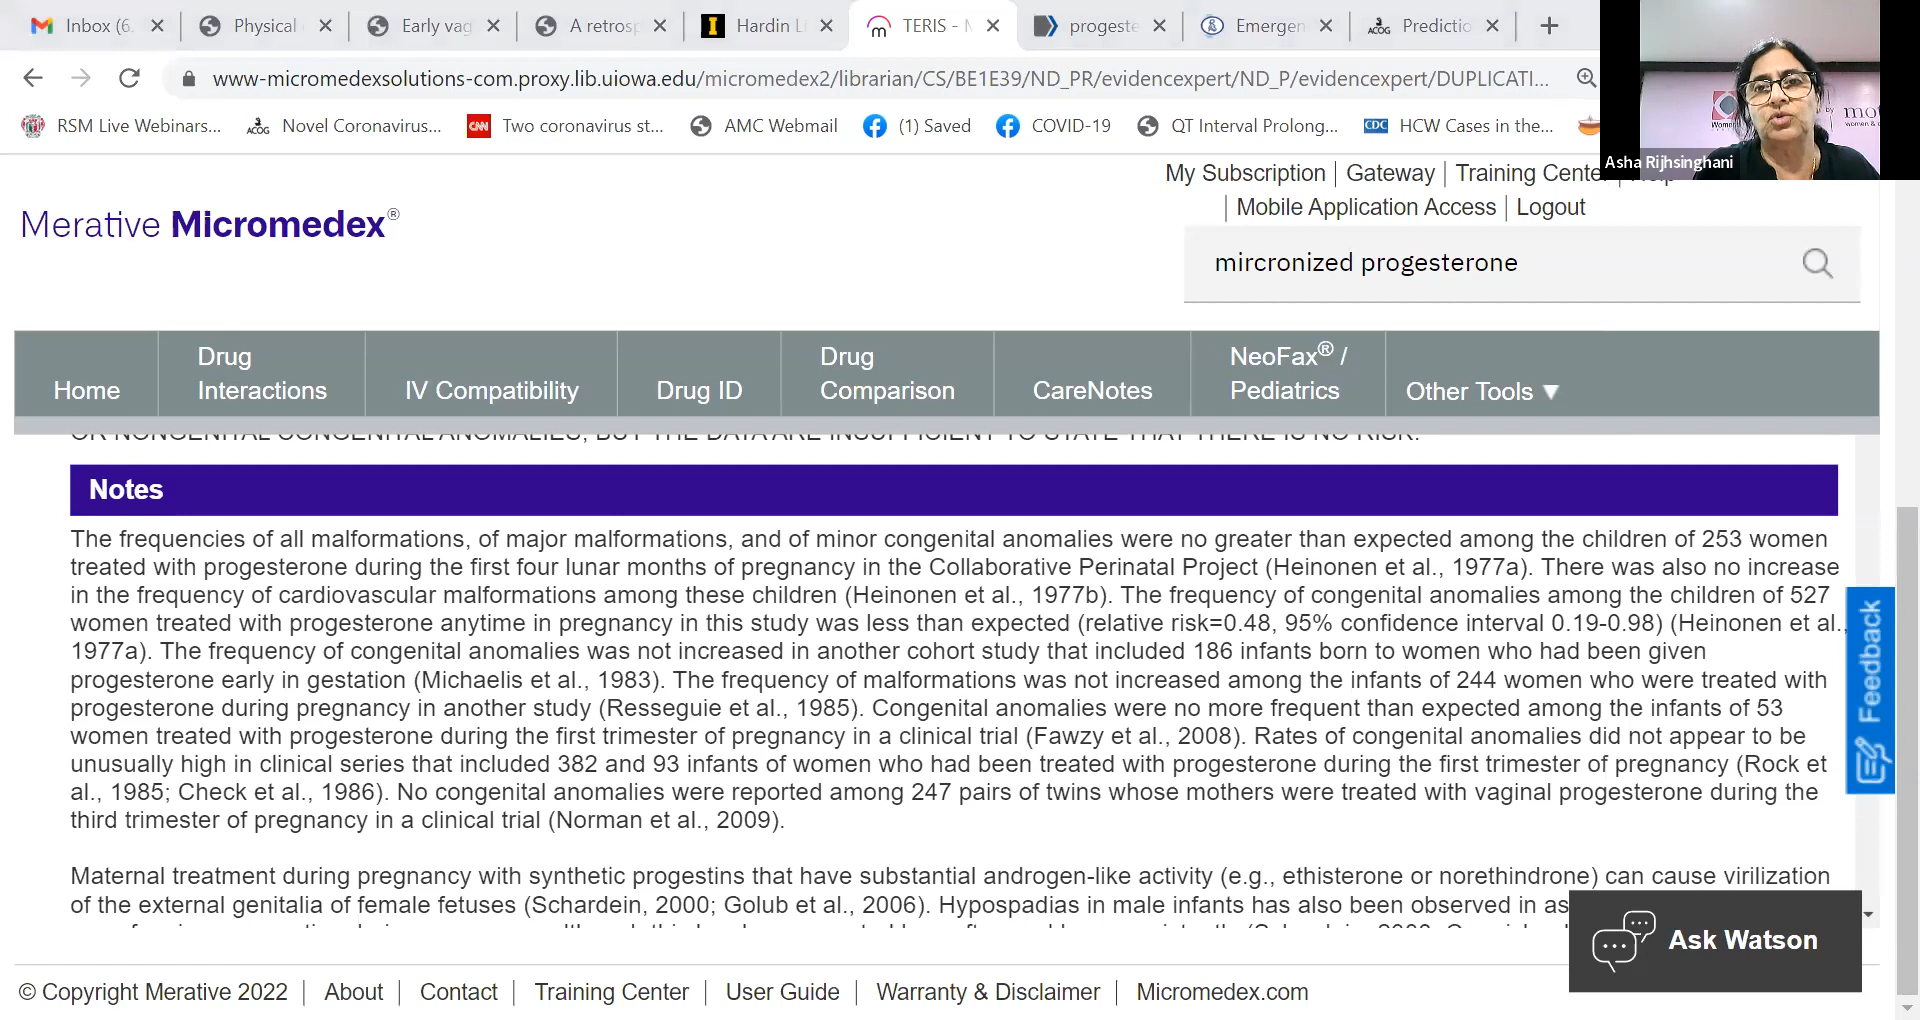 Inbox (6
Physical
Early vag
A retrosp
Hardin Li
TERIS - M
progeste
Emergen
Predictio
www-micromedexsolutions-com.proxy.lib.uiowa.edu/micromedex2/librarian/CS/BE1E39/ND_PR/evidencexpert/ND_P/evidencexpert/DUPLICATI...
RSM Live Webinars...
Novel Coronavirus...
Two coronavirus st...
AMC Webmail
(1) Saved
COVID-19
QT Interval Prolong...
HCW Cases in the...
Asha Rijhsinghani
My Subscription | Gateway | Training Center | Help
| Mobile Application Access | Logout
Merative Micromedex®
mircronized progesterone
Home
Drug Interactions
IV Compatibility
Drug ID
Drug Comparison
CareNotes
NeoFax® / Pediatrics
Other Tools ▼
OR NONGENITAL CONGENITAL ANOMALIES, BUT THE DATA ARE INSUFFICIENT TO STATE THAT THERE IS NO RISK.
Notes
The frequencies of all malformations, of major malformations, and of minor congenital anomalies were no greater than expected among the children of 253 women
treated with progesterone during the first four lunar months of pregnancy in the Collaborative Perinatal Project (Heinonen et al., 1977a). There was also no increase
in the frequency of cardiovascular malformations among these children (Heinonen et al., 1977b). The frequency of congenital anomalies among the children of 527
women treated with progesterone anytime in pregnancy in this study was less than expected (relative risk=0.48, 95% confidence interval 0.19-0.98) (Heinonen et al.,
1977a). The frequency of congenital anomalies was not increased in another cohort study that included 186 infants born to women who had been given
progesterone early in gestation (Michaelis et al., 1983). The frequency of malformations was not increased among the infants of 244 women who were treated with
progesterone during pregnancy in another study (Resseguie et al., 1985). Congenital anomalies were no more frequent than expected among the infants of 53
women treated with progesterone during the first trimester of pregnancy in a clinical trial (Fawzy et al., 2008). Rates of congenital anomalies did not appear to be
unusually high in clinical series that included 382 and 93 infants of women who had been treated with progesterone during the first trimester of pregnancy (Rock et
al., 1985; Check et al., 1986). No congenital anomalies were reported among 247 pairs of twins whose mothers were treated with vaginal progesterone during the
third trimester of pregnancy in a clinical trial (Norman et al., 2009).
Maternal treatment during pregnancy with synthetic progestins that have substantial androgen-like activity (e.g., ethisterone or norethindrone) can cause virilization
of the external genitalia of female fetuses (Schardein, 2000; Golub et al., 2006). Hypospadias in male infants has also been observed in as
Feedback
Ask Watson
© Copyright Merative 2022 | About | Contact | Training Center | User Guide | Warranty & Disclaimer | Micromedex.com